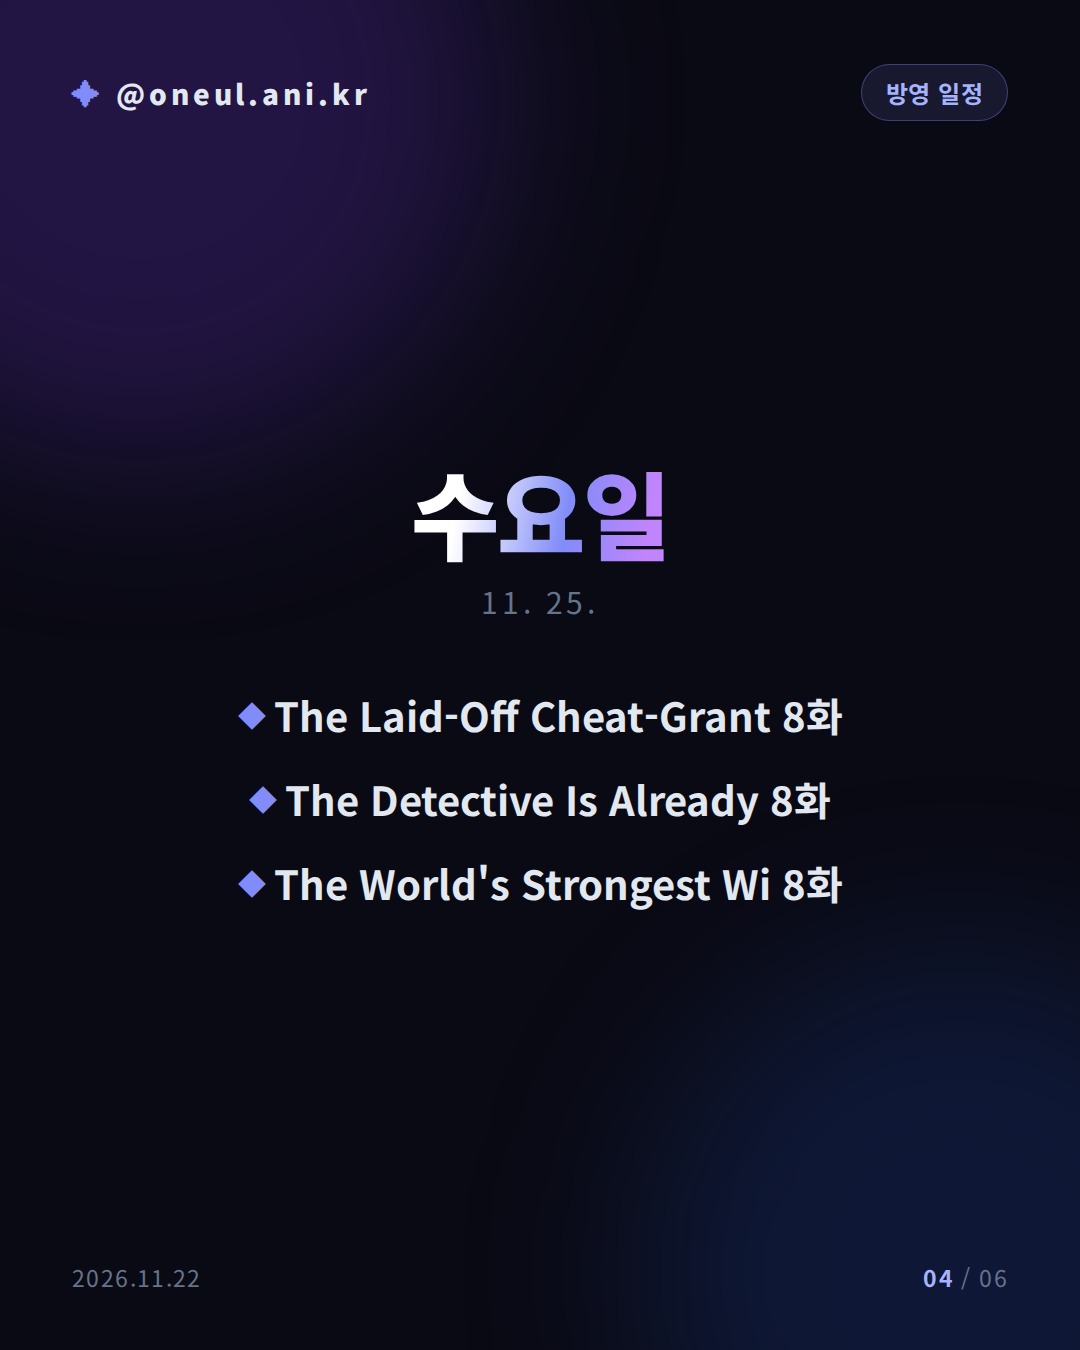 @oneul.ani.kr
방영 일정
수요일
11. 25.
◆ The Laid-Off Cheat-Grant 8화
◆ The Detective Is Already 8화
◆ The World's Strongest Wi 8화
2026.11.22
04 / 06